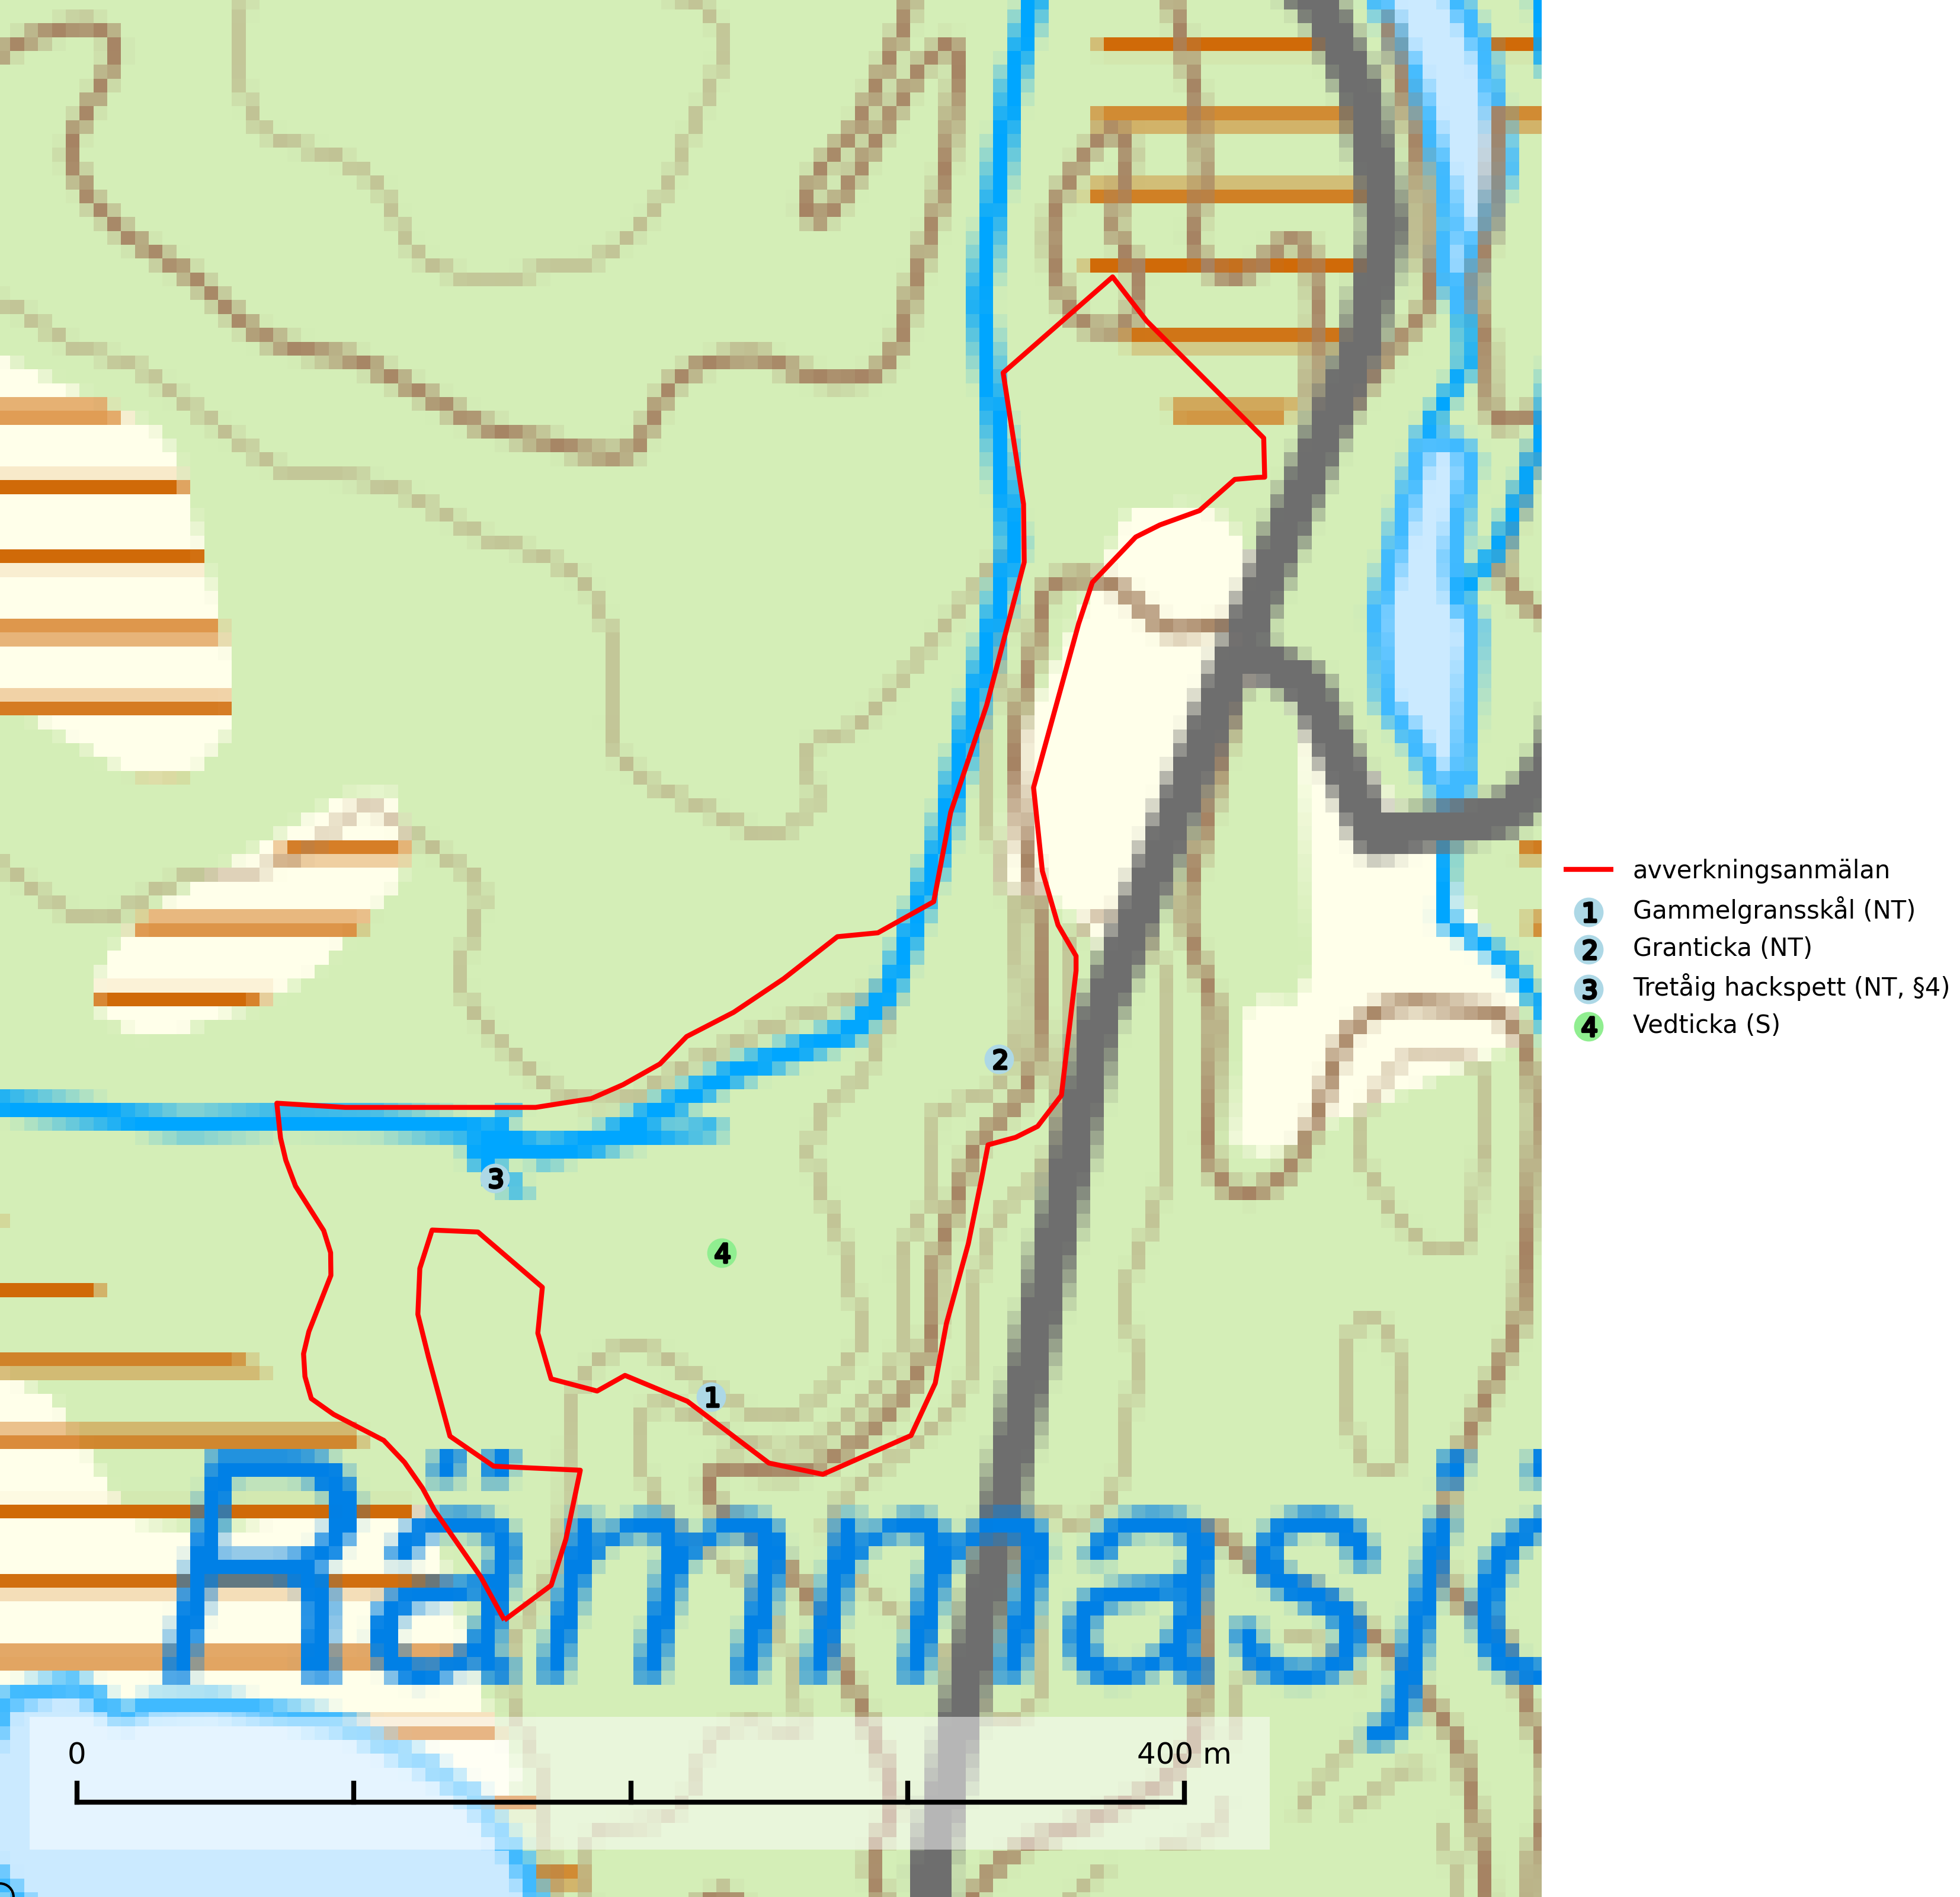 avverkningsanmälan
1 Gammelgransskål (NT)
2 Granticka (NT)
3 Tretåig hackspett (NT, §4)
4 Vedticka (S)
2
3
4
1
Rämmasjö
0 400 m